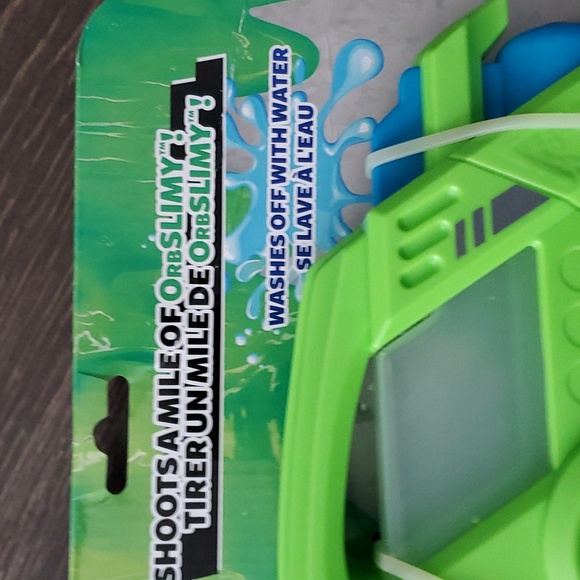 SHOOTS A MILE OF ORBSLIMY™!
TIRER UN MILE DE ORBSLIMY™!
WASHES OFF WITH WATER
SE LAVE À L'EAU